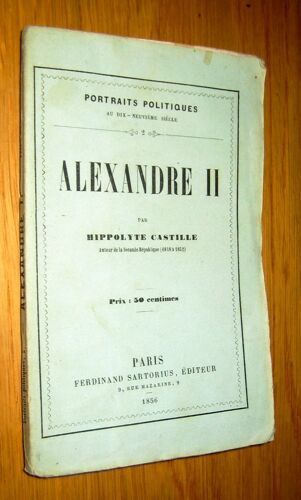 PORTRAITS POLITIQUES
AU DIX-NEUVIÈME SIÈCLE
2
ALEXANDRE II
PAR
HIPPOLYTE CASTILLE
Auteur de la Seconde République (1848 à 1852)
Prix : 50 centimes
PARIS
FERDINAND SARTORIUS, ÉDITEUR
9, RUE MAZARINE, 9
1856
ALEXANDRE